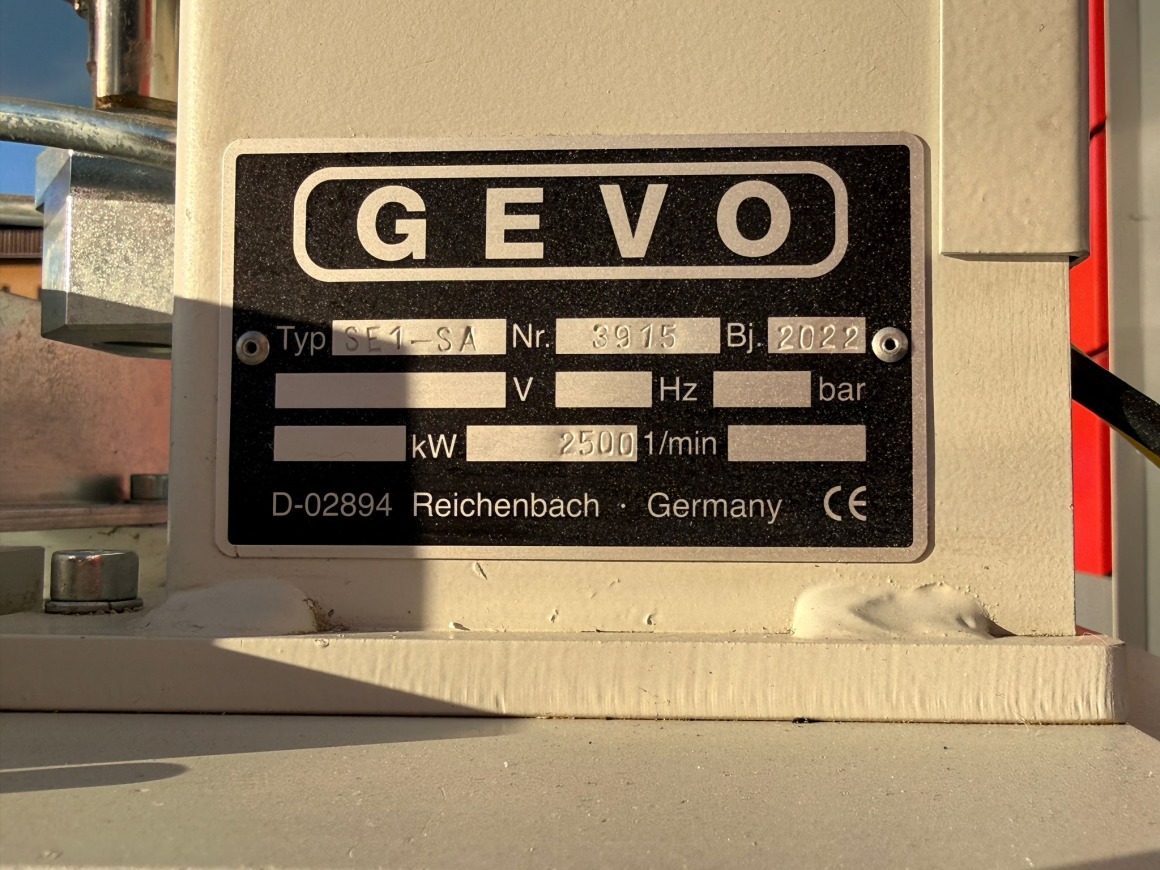 GEVO
Typ SE1-SA Nr. 3915 Bj. 2022
V Hz bar
kW 2500 1/min
D-02894 Reichenbach · Germany CE